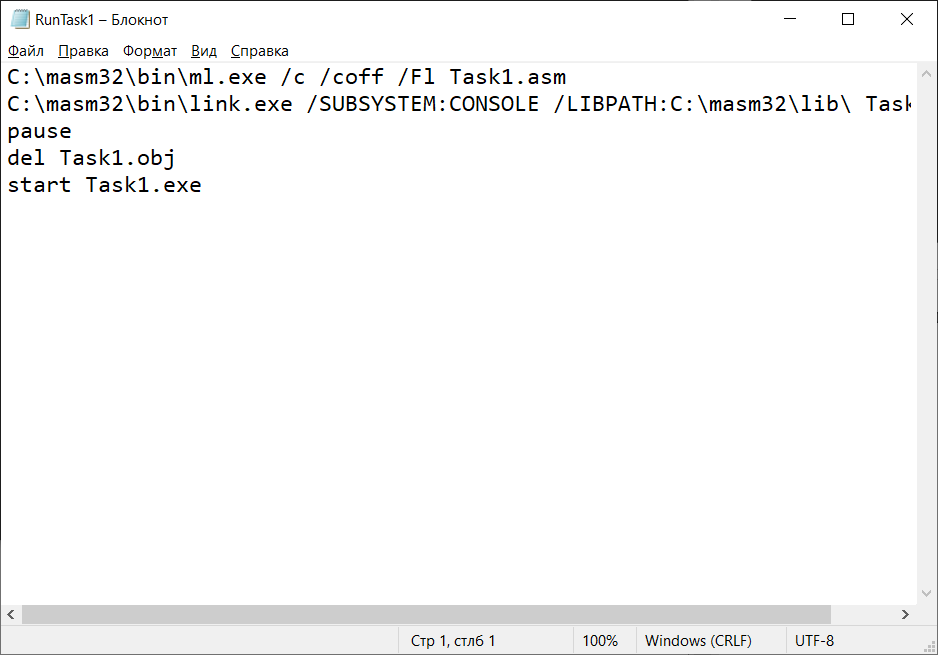 RunTask1 – Блокнот
Файл Правка Формат Вид Справка
C:\masm32\bin\ml.exe /c /coff /Fl Task1.asm
C:\masm32\bin\link.exe /SUBSYSTEM:CONSOLE /LIBPATH:C:\masm32\lib\ Task
pause
del Task1.obj
start Task1.exe
Стр 1, стлб 1 100% Windows (CRLF) UTF-8